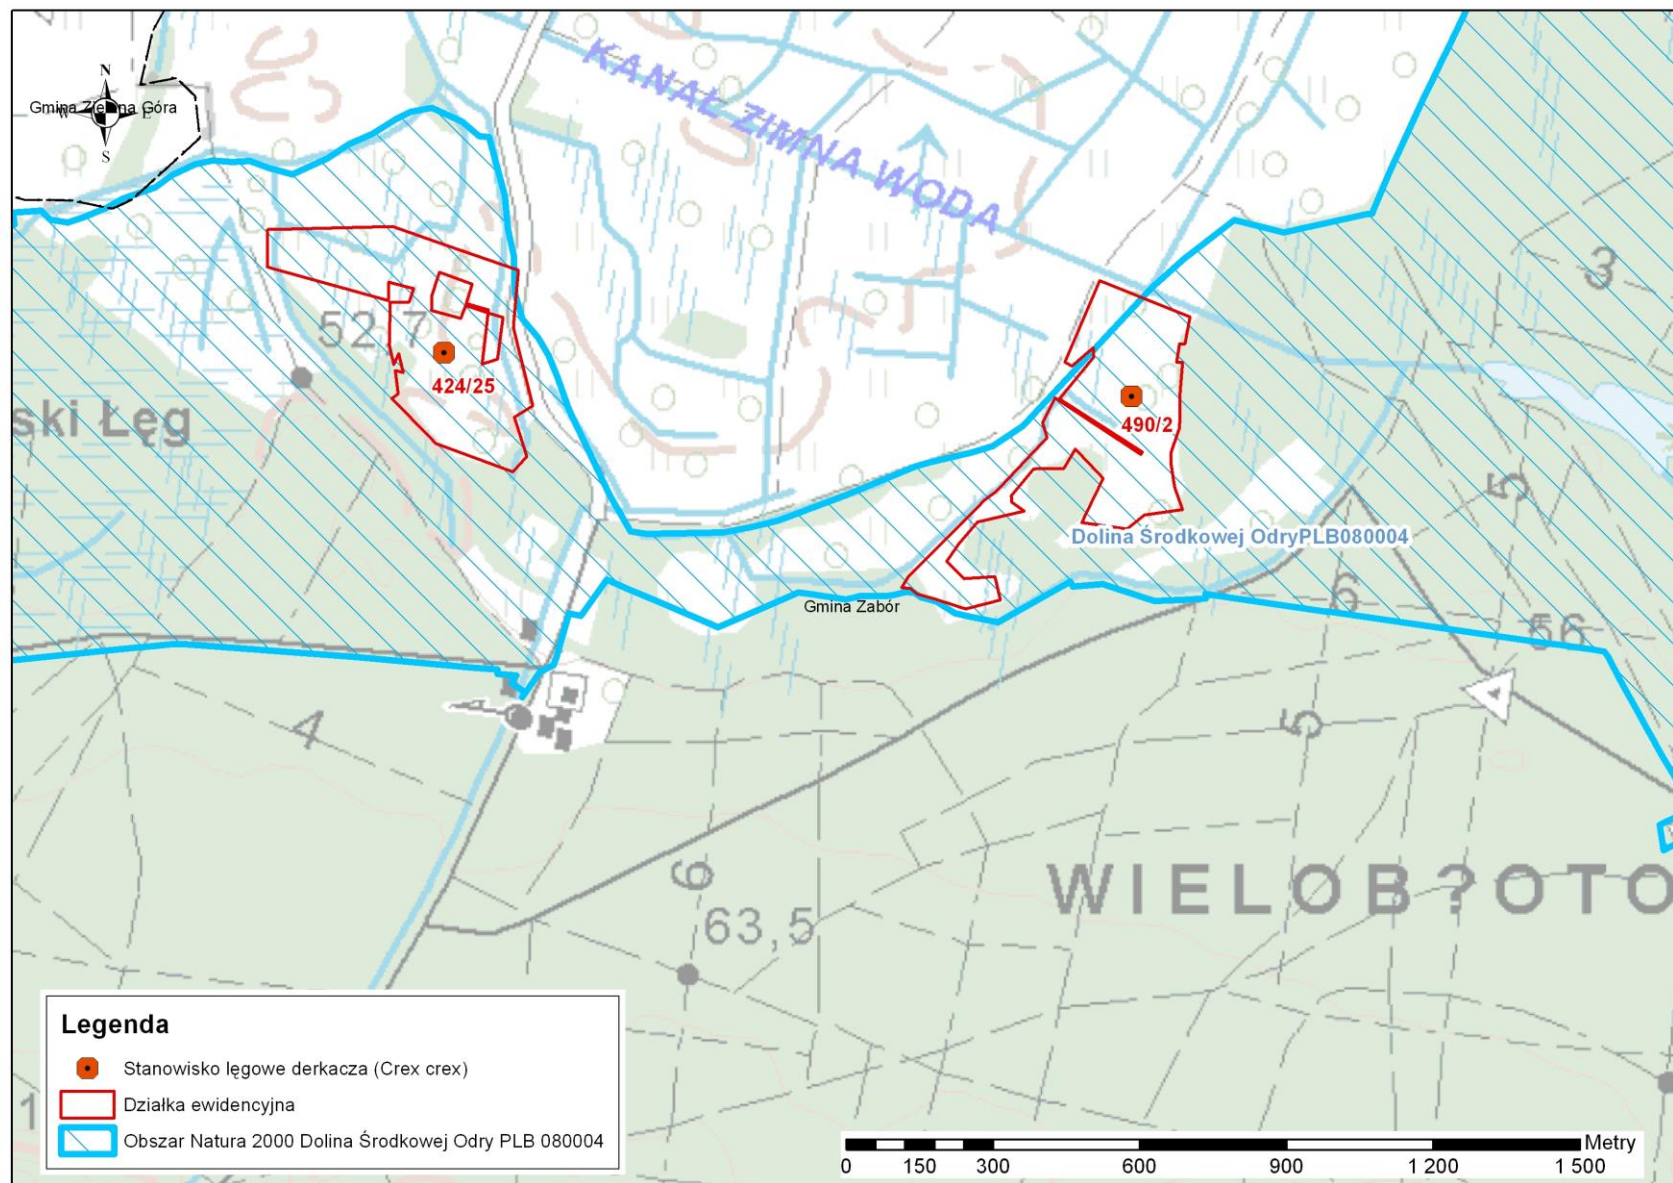 N
Gmina Zielona Góra
W
E
S
KANAŁ ZIMNA WODA
3
52,7
424/25
ski Łęg
490/2
5
Dolina Środkowej OdryPLB080004
6
Gmina Zabór
56
4
5
6
63,5
WIELOB?OTO
1
Legenda
Stanowisko lęgowe derkacza (Crex crex)
Działka ewidencyjna
Obszar Natura 2000 Dolina Środkowej Odry PLB 080004
Metry
0 150 300 600 900 1 200 1 500